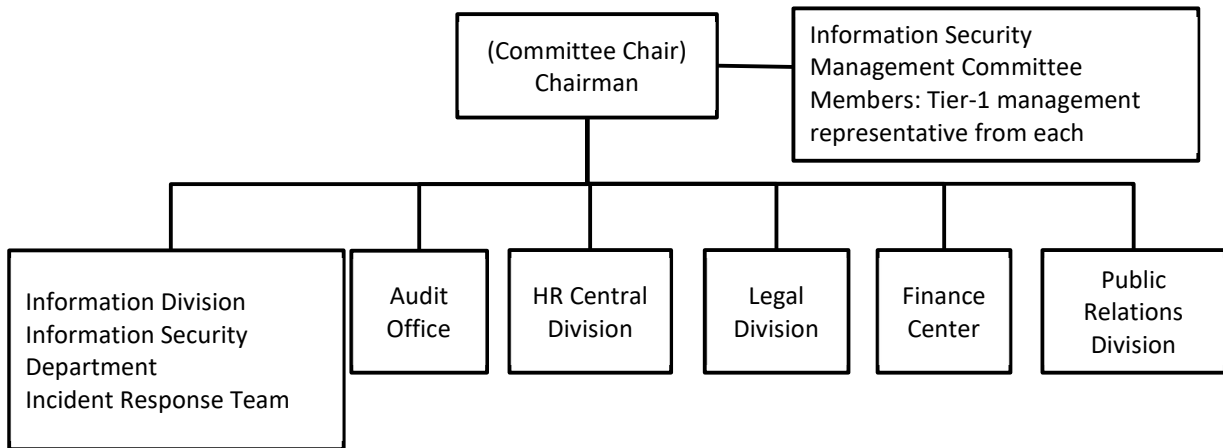 (Committee Chair)
Chairman
Information Security
Management Committee
Members: Tier-1 management
representative from each
Information Division
Information Security
Department
Incident Response Team
Audit
Office
HR Central
Division
Legal
Division
Finance
Center
Public
Relations
Division